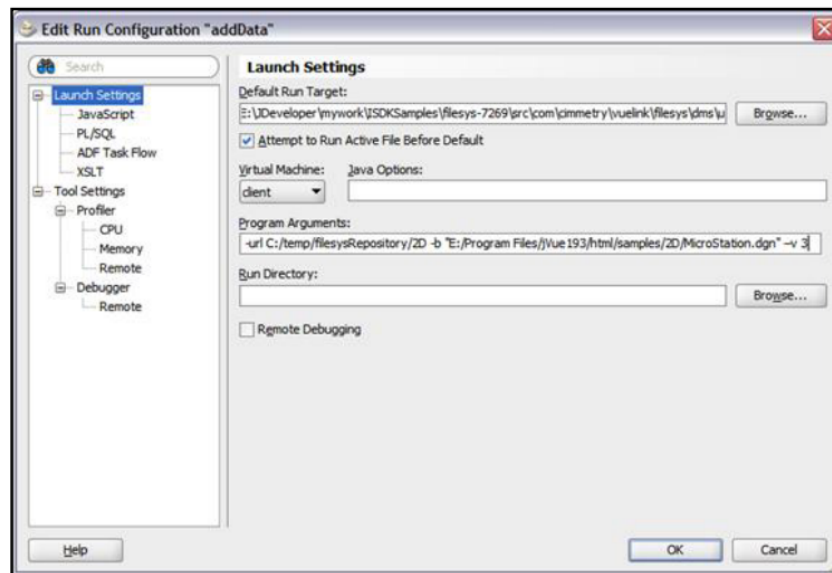 Edit Run Configuration "addData"
Search
Launch Settings
JavaScript
PL/SQL
ADF Task Flow
XSLT
Tool Settings
Profiler
CPU
Memory
Remote
Debugger
Remote
Launch Settings
Default Run Target:
E:\JDeveloper\mywork\ISDKSamples\filesys-7269\src\com\cimmetry\vuelink\filesys\dms\u
Browse...
Attempt to Run Active File Before Default
Virtual Machine: Java Options:
client
Program Arguments:
-url C:/temp/filesysRepository/2D -b "E:/Program Files/jVue193/html/samples/2D/MicroStation.dgn" –v 3
Run Directory:
Browse...
Remote Debugging
Help OK Cancel